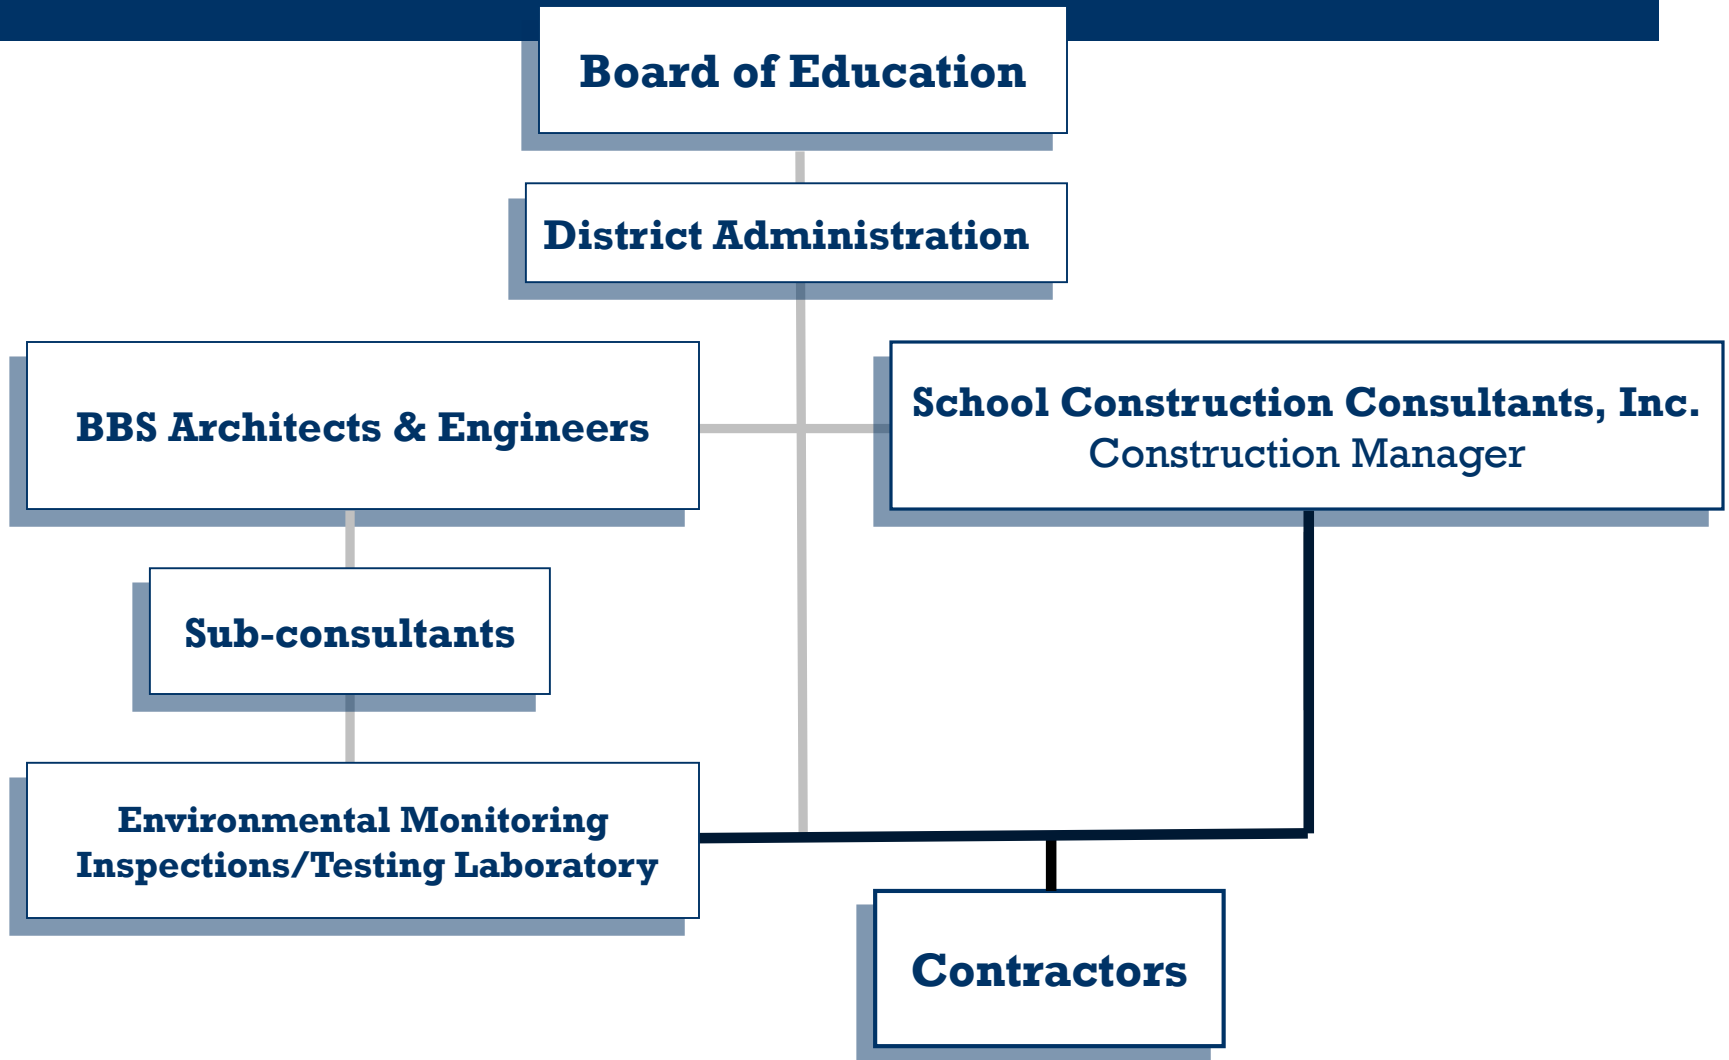 Board of Education
District Administration
BBS Architects & Engineers
School Construction Consultants, Inc.
Construction Manager
Sub-consultants
Environmental Monitoring
Inspections/Testing Laboratory
Contractors